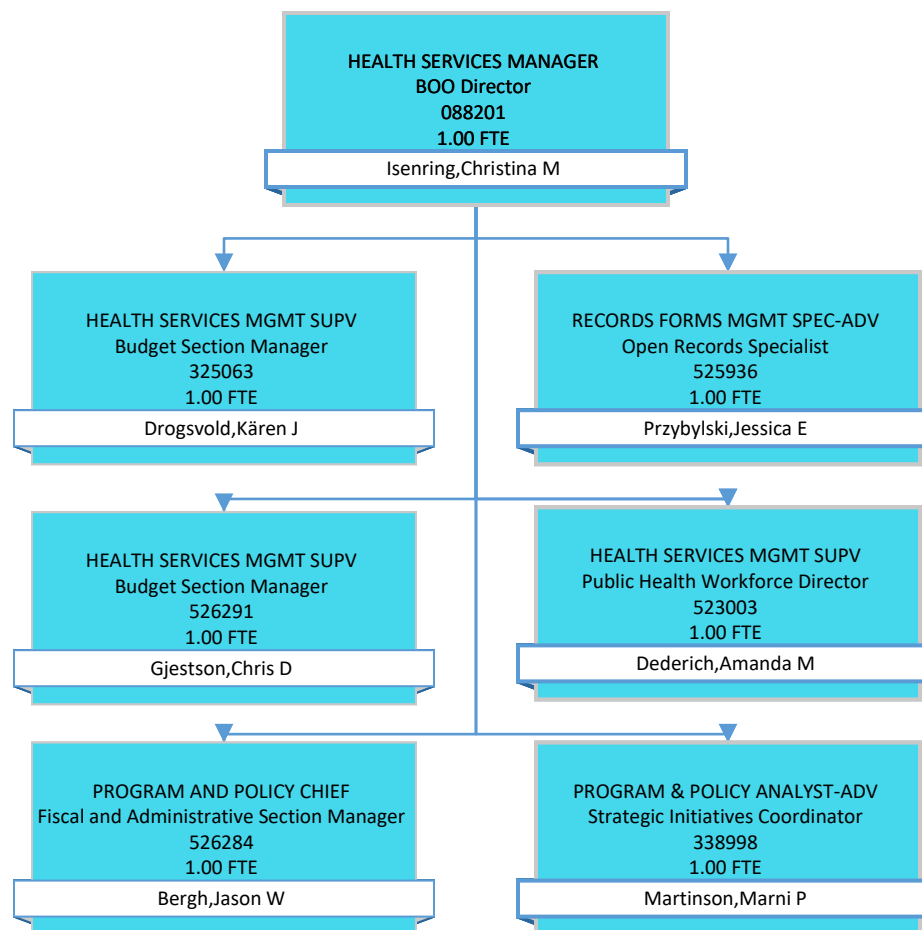 HEALTH SERVICES MANAGER
BOO Director
088201
1.00 FTE
Isenring,Christina M
HEALTH SERVICES MGMT SUPV
Budget Section Manager
325063
1.00 FTE
Drogsvold,Kären J
RECORDS FORMS MGMT SPEC-ADV
Open Records Specialist
525936
1.00 FTE
Przybylski,Jessica E
HEALTH SERVICES MGMT SUPV
Budget Section Manager
526291
1.00 FTE
Gjestson,Chris D
HEALTH SERVICES MGMT SUPV
Public Health Workforce Director
523003
1.00 FTE
Dederich,Amanda M
PROGRAM AND POLICY CHIEF
Fiscal and Administrative Section Manager
526284
1.00 FTE
Bergh,Jason W
PROGRAM & POLICY ANALYST-ADV
Strategic Initiatives Coordinator
338998
1.00 FTE
Martinson,Marni P